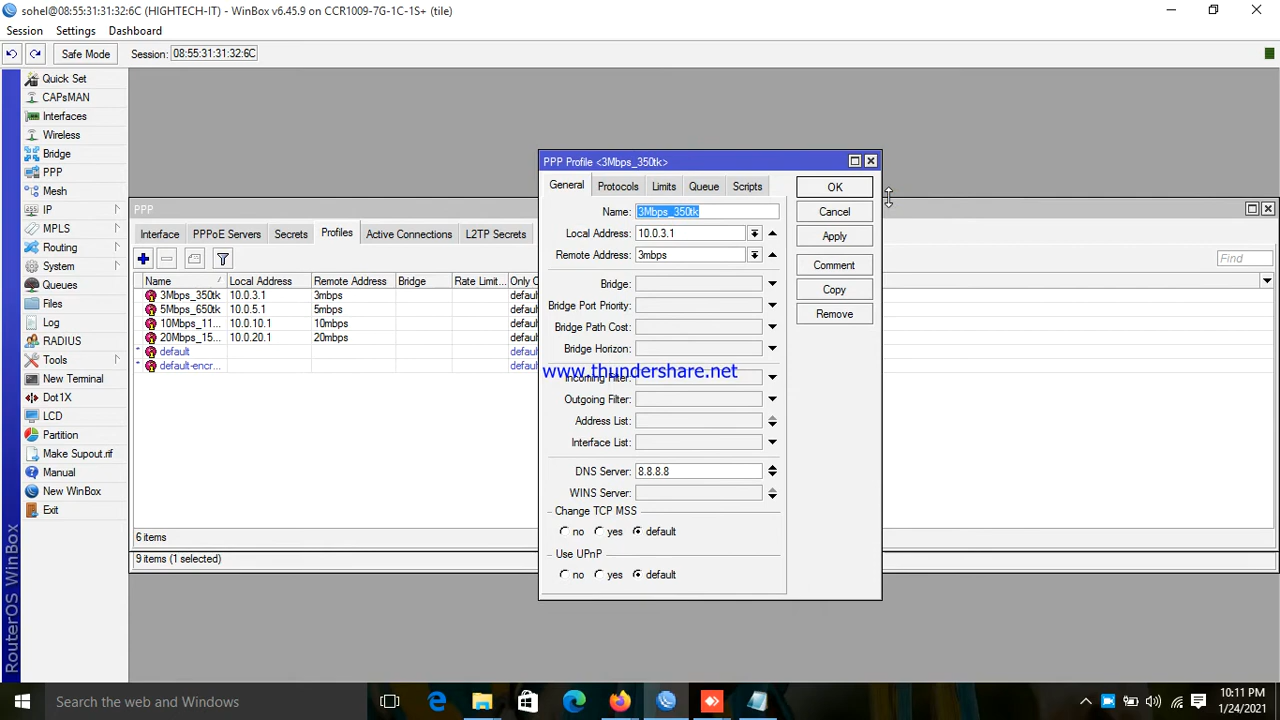 sohel@08:55:31:31:32:6C (HIGHTECH-IT) - WinBox v6.45.9 on CCR1009-7G-1C-1S+ (tile)
Session Settings Dashboard
Safe Mode Session: 08:55:31:31:32:6C
Quick Set
CAPsMAN
Interfaces
Wireless
Bridge
PPP
Mesh
IP
MPLS
Routing
System
Queues
Files
Log
RADIUS
Tools
New Terminal
Dot1X
LCD
Partition
Make Supout.rif
Manual
New WinBox
Exit
RouterOS WinBox
PPP
Interface PPPoE Servers Secrets Profiles Active Connections L2TP Secrets
Find
Name Local Address Remote Address Bridge Rate Limit... Only O
3Mbps_350tk 10.0.3.1 3mbps defaul
5Mbps_650tk 10.0.5.1 5mbps defaul
10Mbps_11... 10.0.10.1 10mbps defaul
20Mbps_15... 10.0.20.1 20mbps defaul
* default defaul
* default-encr... defaul
6 items
9 items (1 selected)
PPP Profile <3Mbps_350tk>
General Protocols Limits Queue Scripts
Name: 3Mbps_350tk
Local Address: 10.0.3.1
Remote Address: 3mbps
Bridge:
Bridge Port Priority:
Bridge Path Cost:
Bridge Horizon:
Incoming Filter:
Outgoing Filter:
Address List:
Interface List:
DNS Server: 8.8.8.8
WINS Server:
Change TCP MSS
no yes default
Use UPnP
no yes default
OK
Cancel
Apply
Comment
Copy
Remove
www.thundershare.net
Search the web and Windows
10:11 PM
1/24/2021